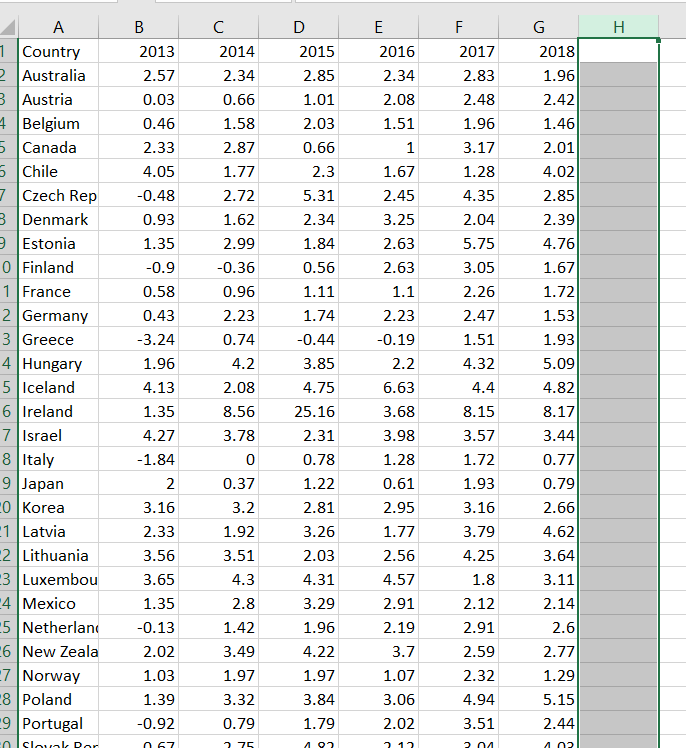 A B C D E F G H
1 Country 2013 2014 2015 2016 2017 2018
2 Australia 2.57 2.34 2.85 2.34 2.83 1.96
3 Austria 0.03 0.66 1.01 2.08 2.48 2.42
4 Belgium 0.46 1.58 2.03 1.51 1.96 1.46
5 Canada 2.33 2.87 0.66 1 3.17 2.01
6 Chile 4.05 1.77 2.3 1.67 1.28 4.02
7 Czech Rep -0.48 2.72 5.31 2.45 4.35 2.85
8 Denmark 0.93 1.62 2.34 3.25 2.04 2.39
9 Estonia 1.35 2.99 1.84 2.63 5.75 4.76
0 Finland -0.9 -0.36 0.56 2.63 3.05 1.67
1 France 0.58 0.96 1.11 1.1 2.26 1.72
2 Germany 0.43 2.23 1.74 2.23 2.47 1.53
3 Greece -3.24 0.74 -0.44 -0.19 1.51 1.93
4 Hungary 1.96 4.2 3.85 2.2 4.32 5.09
5 Iceland 4.13 2.08 4.75 6.63 4.4 4.82
6 Ireland 1.35 8.56 25.16 3.68 8.15 8.17
7 Israel 4.27 3.78 2.31 3.98 3.57 3.44
8 Italy -1.84 0 0.78 1.28 1.72 0.77
9 Japan 2 0.37 1.22 0.61 1.93 0.79
20 Korea 3.16 3.2 2.81 2.95 3.16 2.66
21 Latvia 2.33 1.92 3.26 1.77 3.79 4.62
22 Lithuania 3.56 3.51 2.03 2.56 4.25 3.64
23 Luxembou 3.65 4.3 4.31 4.57 1.8 3.11
24 Mexico 1.35 2.8 3.29 2.91 2.12 2.14
25 Netherland -0.13 1.42 1.96 2.19 2.91 2.6
26 New Zeala 2.02 3.49 4.22 3.7 2.59 2.77
27 Norway 1.03 1.97 1.97 1.07 2.32 1.29
28 Poland 1.39 3.32 3.84 3.06 4.94 5.15
29 Portugal -0.92 0.79 1.79 2.02 3.51 2.44
Slovak Rep 0.67 2.75 4.82 2.12 3.04 4.03